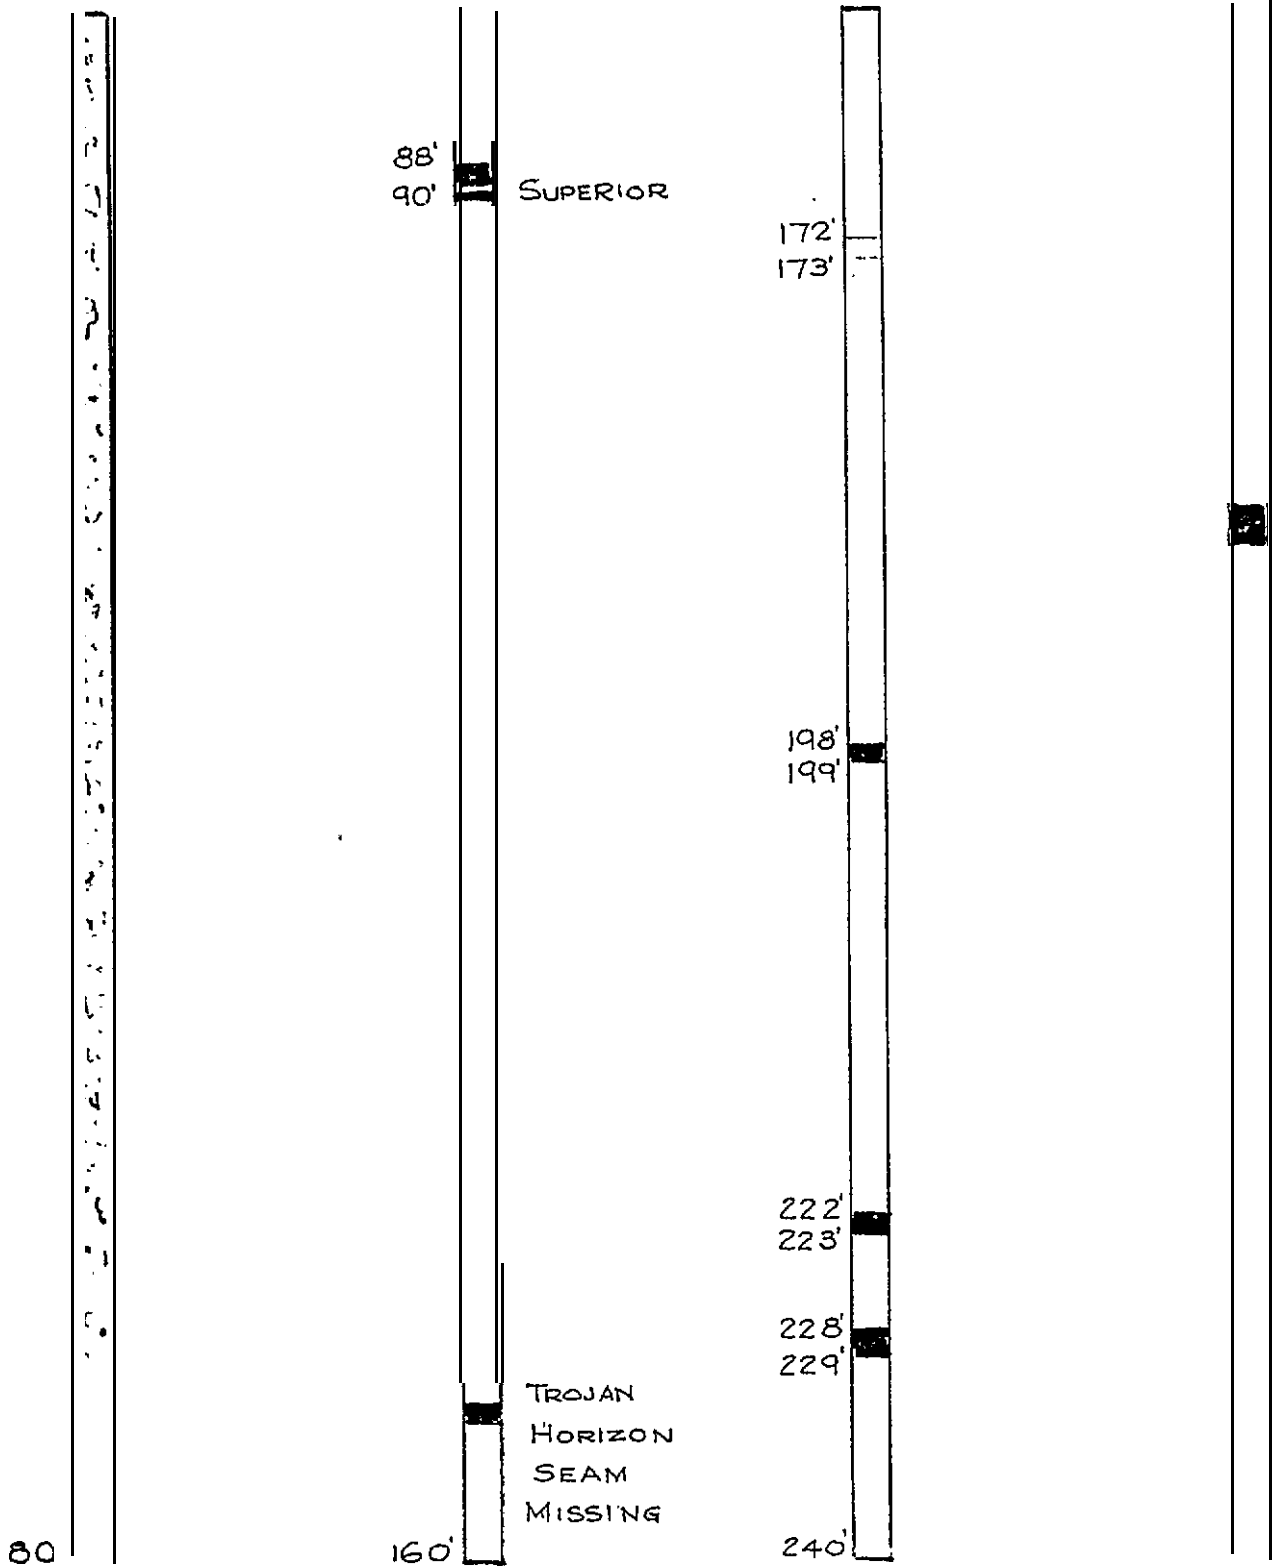 80
88'
90' SUPERIOR
TROJAN
HORIZON
SEAM
MISSING
160'
172'
173'
198'
199'
222'
223'
228'
229'
240'